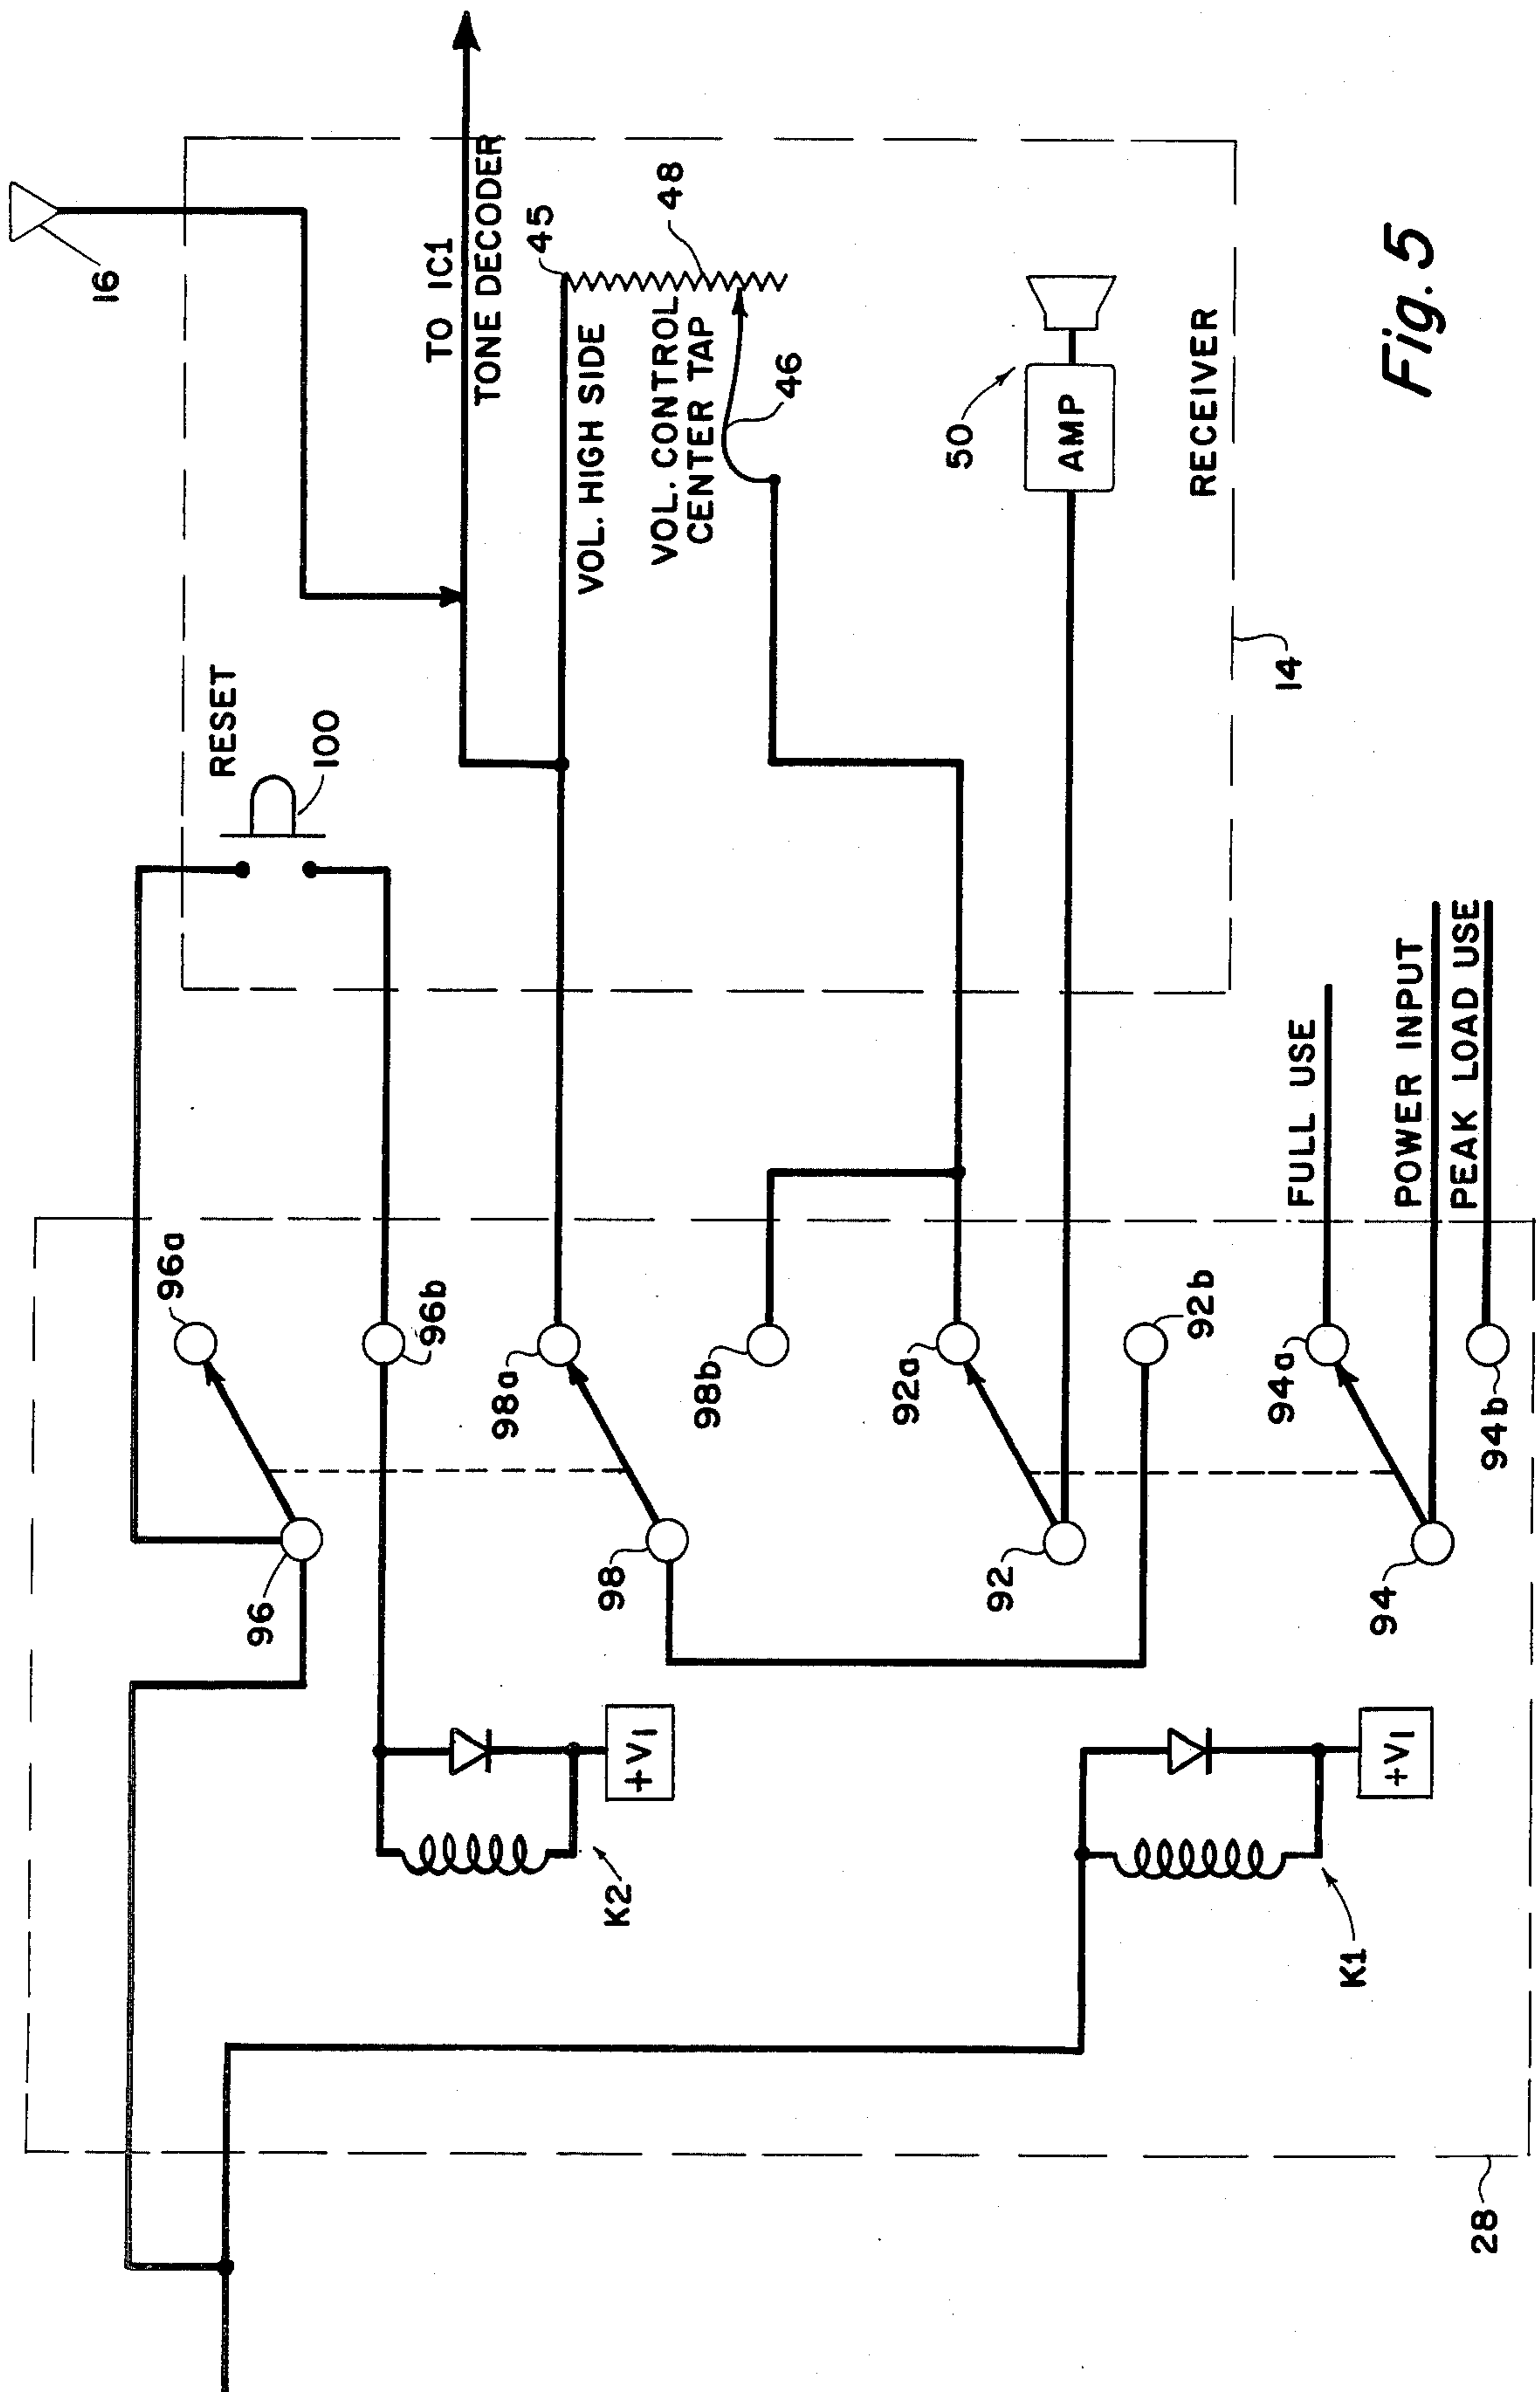 16
TO IC1
TONE DECODER
RESET
100
45
VOL. HIGH SIDE
48
VOL. CONTROL
CENTER TAP
46
50
AMP
RECEIVER
14
96a
96
96b
98a
98
98b
92a
92
92b
94a
94
94b
FULL USE
POWER INPUT
PEAK LOAD USE
+V1
K2
+V1
K1
28
Fig. 5